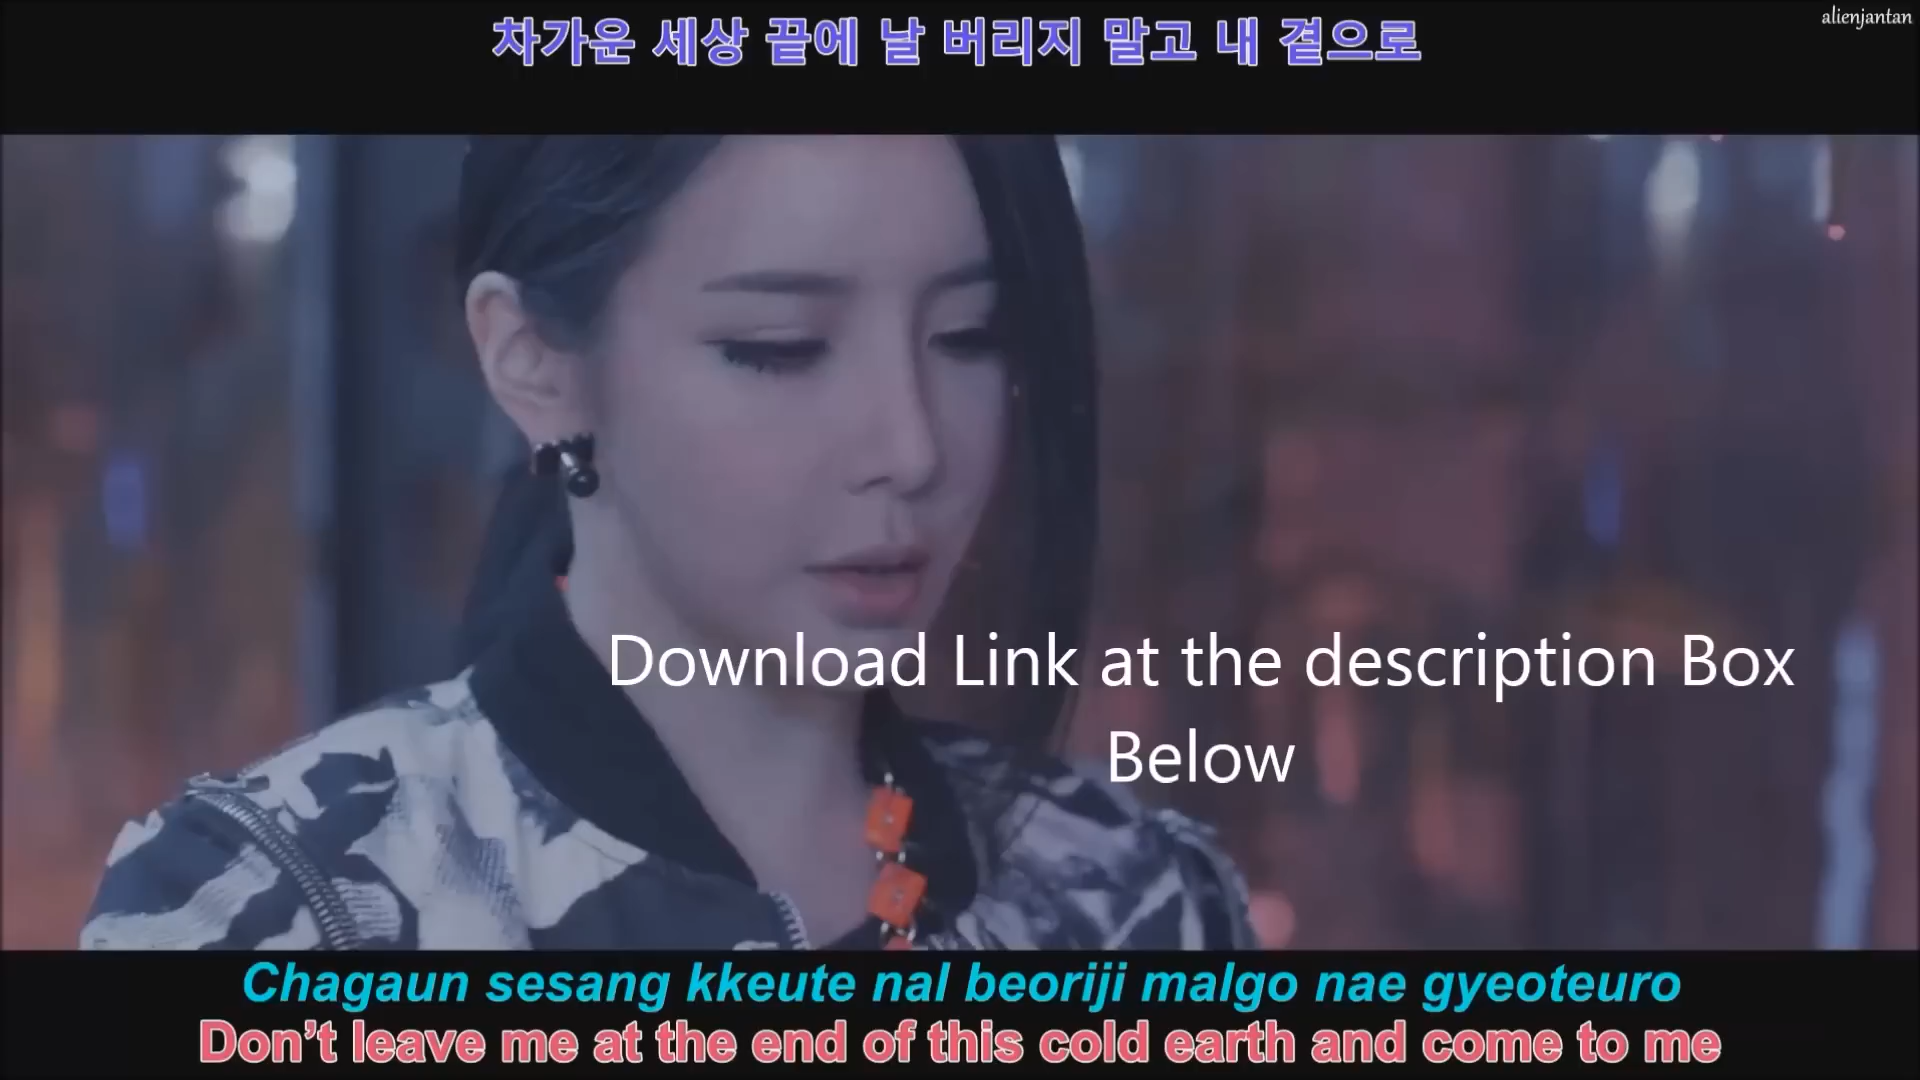 차가운 세상 끝에 날 버리지 말고 내 곁으로
alienjantan
Download Link at the description Box
Below
Chagaun sesang kkeute nal beoriji malgo nae gyeoteuro
Don’t leave me at the end of this cold earth and come to me